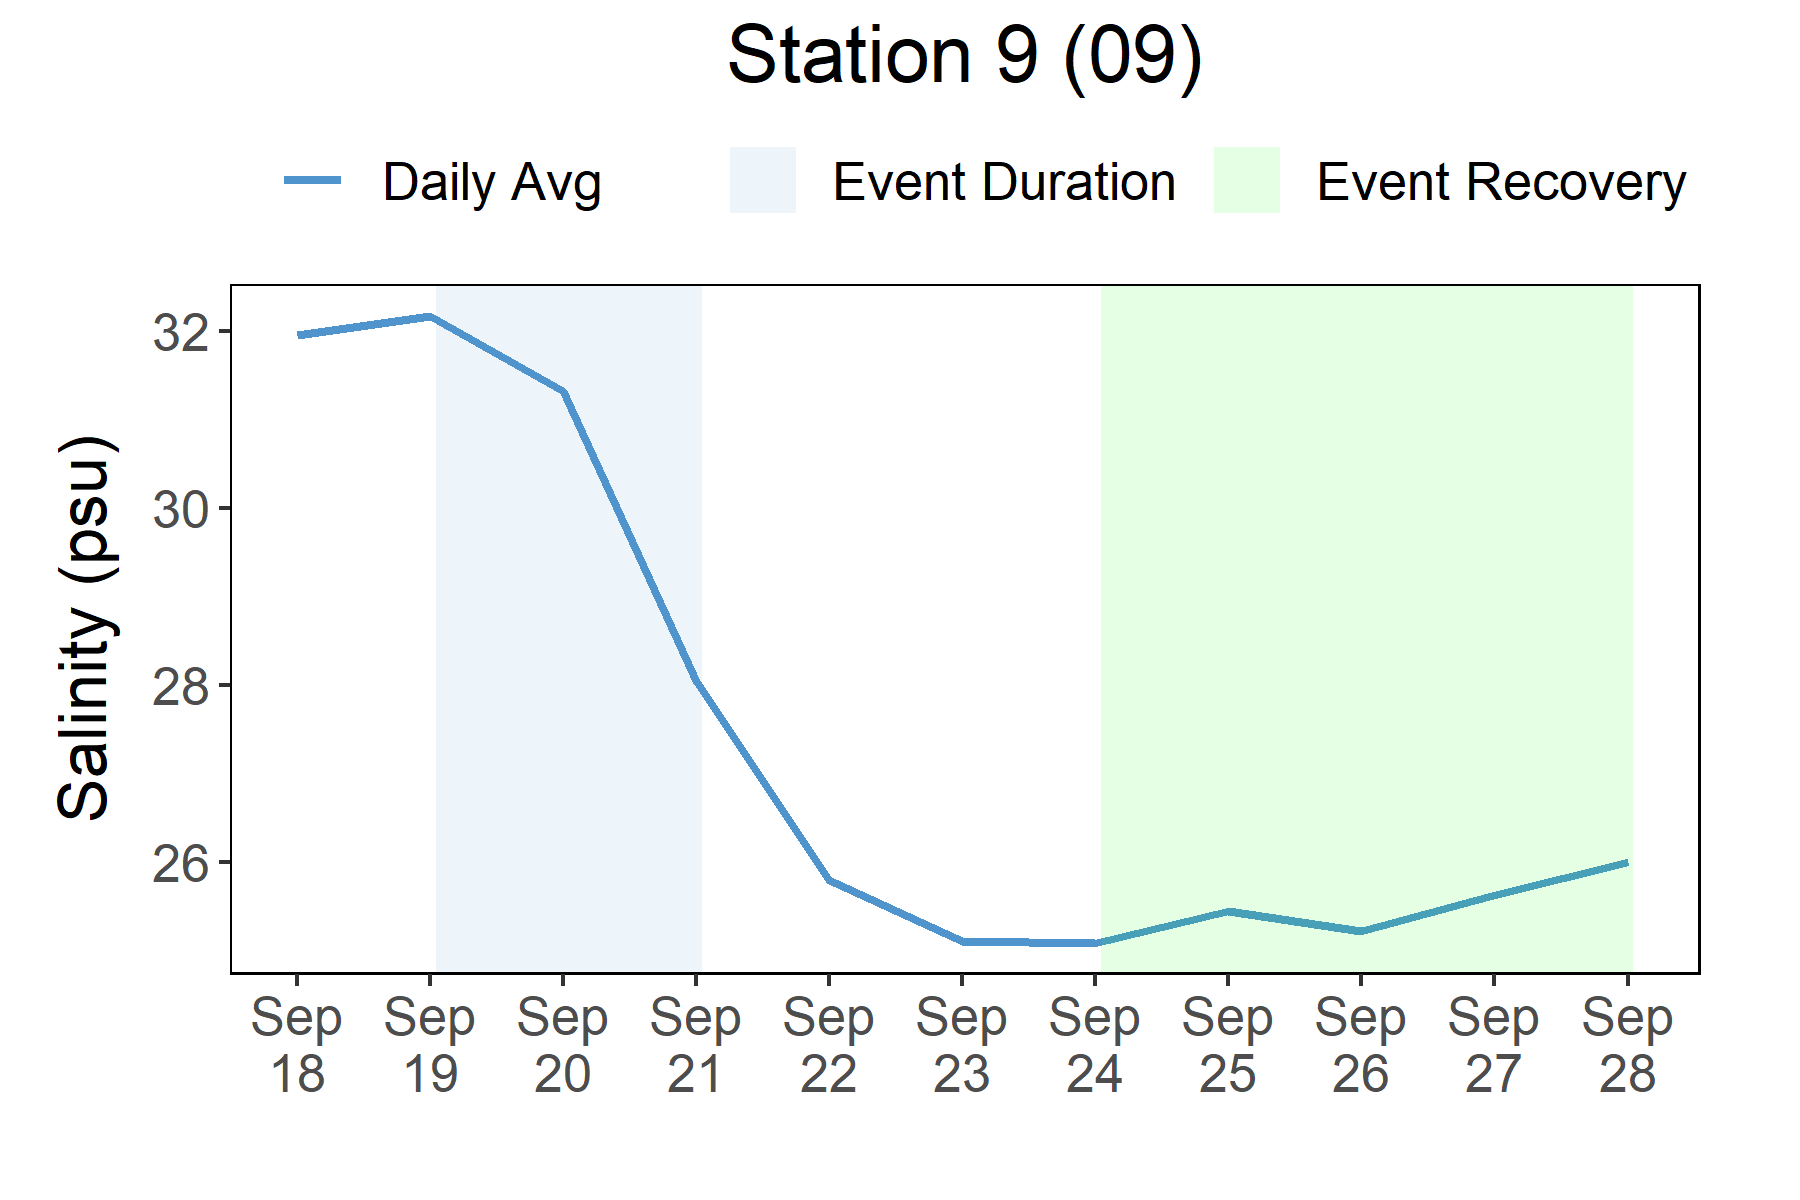 Station 9 (09)
Daily Avg Event Duration Event Recovery
Salinity (psu)
32
30
28
26
Sep Sep Sep Sep Sep Sep Sep Sep Sep Sep Sep
18 19 20 21 22 23 24 25 26 27 28